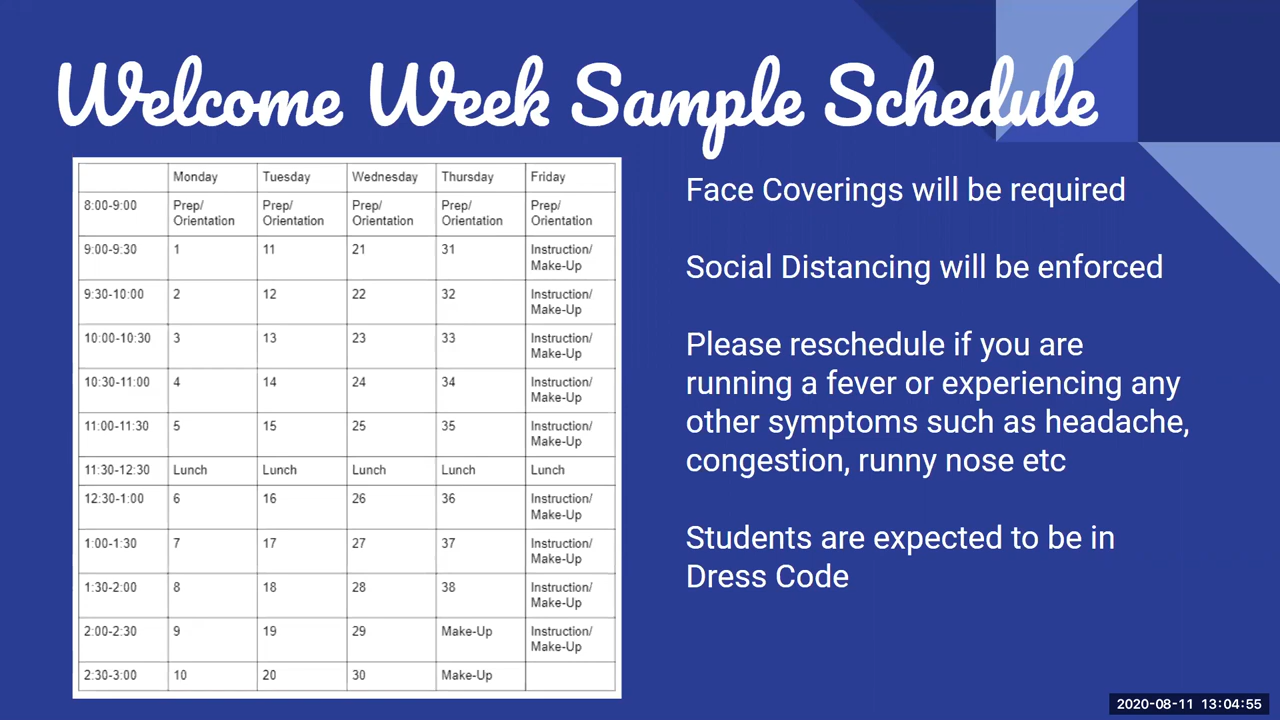 Welcome Week Sample Schedule
Monday Tuesday Wednesday Thursday Friday
8:00-9:00 Prep/ Prep/ Prep/ Prep/ Prep/
Orientation Orientation Orientation Orientation Orientation
9:00-9:30 1 11 21 31 Instruction/
Make-Up
9:30-10:00 2 12 22 32 Instruction/
Make-Up
10:00-10:30 3 13 23 33 Instruction/
Make-Up
10:30-11:00 4 14 24 34 Instruction/
Make-Up
11:00-11:30 5 15 25 35 Instruction/
Make-Up
11:30-12:30 Lunch Lunch Lunch Lunch Lunch
12:30-1:00 6 16 26 36 Instruction/
Make-Up
1:00-1:30 7 17 27 37 Instruction/
Make-Up
1:30-2:00 8 18 28 38 Instruction/
Make-Up
2:00-2:30 9 19 29 Make-Up Instruction/
Make-Up
2:30-3:00 10 20 30 Make-Up
Face Coverings will be required
Social Distancing will be enforced
Please reschedule if you are
running a fever or experiencing any
other symptoms such as headache,
congestion, runny nose etc
Students are expected to be in
Dress Code
2020-08-11 13:04:55